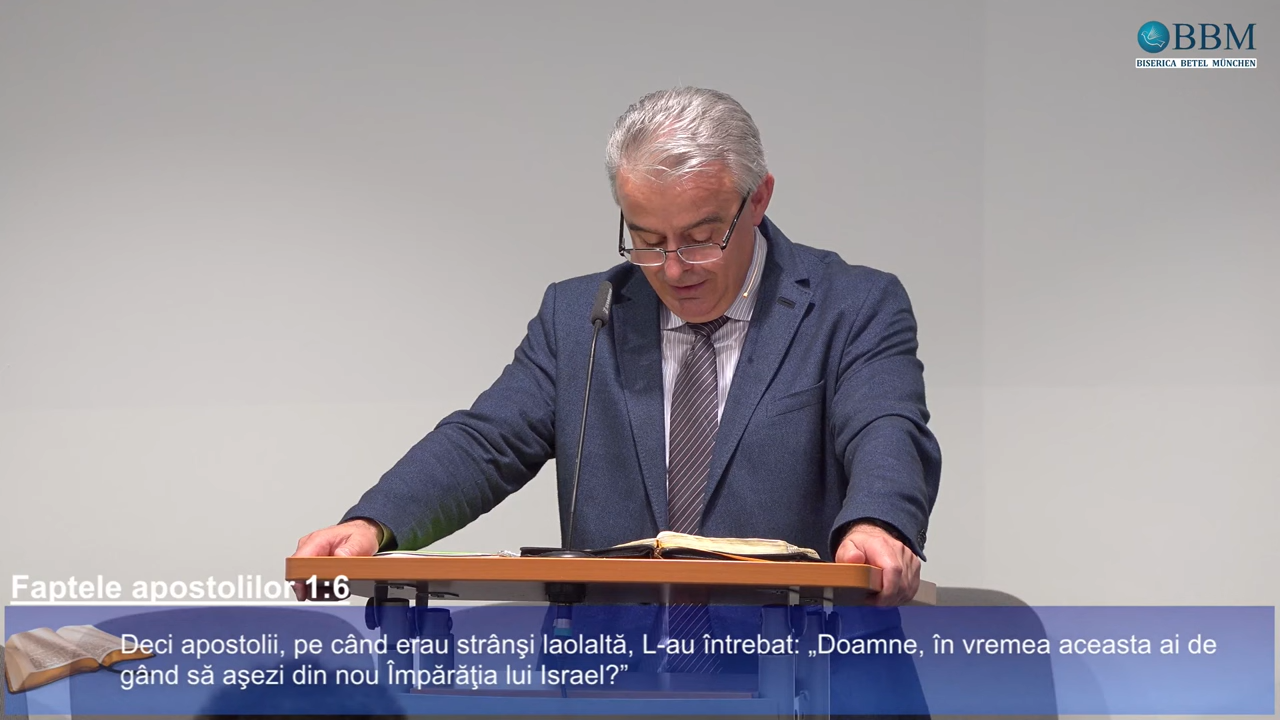 BBM
BISERICA BETEL MÜNCHEN
Faptele apostolilor 1:6
Deci apostolii, pe când erau strânşi laolaltă, L-au întrebat: „Doamne, în vremea aceasta ai de
gând să aşezi din nou Împărăţia lui Israel?”